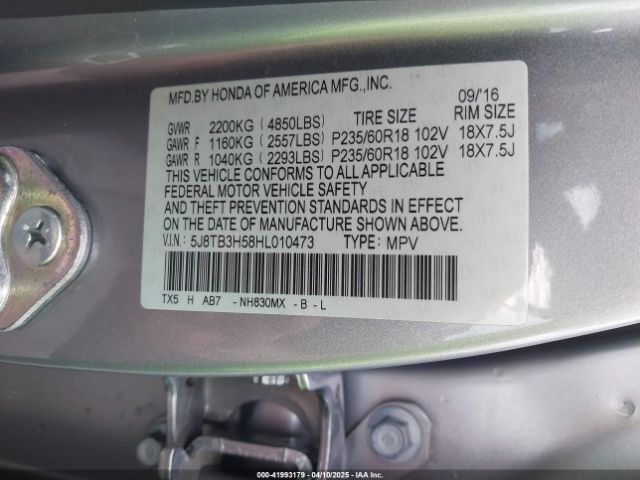 MFD.BY HONDA OF AMERICA MFG.,INC.
09/'16
GVWR 2200KG (4850LBS) TIRE SIZE RIM SIZE
GAWR F 1160KG (2557LBS) P235/60R18 102V 18X7.5J
GAWR R 1040KG (2293LBS) P235/60R18 102V 18X7.5J
THIS VEHICLE CONFORMS TO ALL APPLICABLE
FEDERAL MOTOR VEHICLE SAFETY
AND THEFT PREVENTION STANDARDS IN EFFECT
ON THE DATE OF MANUFACTURE SHOWN ABOVE.
V.I.N.: 5J8TB3H58HL010473 TYPE: MPV
TX5 H AB7 -NH830MX -B -L
000-41993179 04/10/2025 IAAI, Inc.